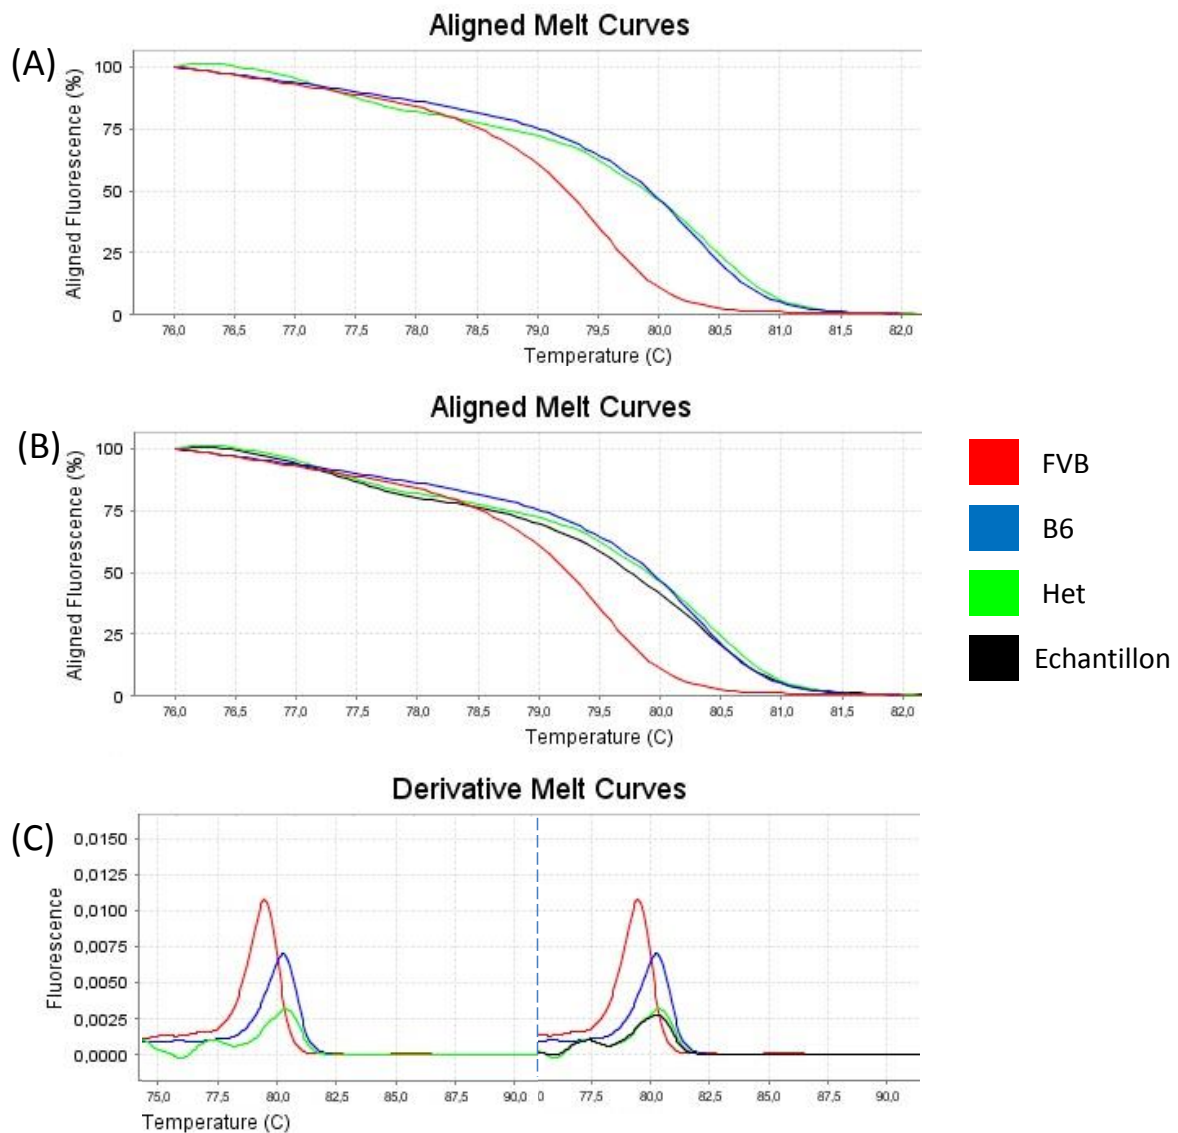 Aligned Melt Curves
(A)
Aligned Fluorescence (%)
100
75
50
25
0
76,0 76,5 77,0 77,5 78,0 78,5 79,0 79,5 80,0 80,5 81,0 81,5 82,0
Temperature (C)
Aligned Melt Curves
(B)
Aligned Fluorescence (%)
100
75
50
25
0
76,0 76,5 77,0 77,5 78,0 78,5 79,0 79,5 80,0 80,5 81,0 81,5 82,0
Temperature (C)
FVB
B6
Het
Echantillon
Derivative Melt Curves
(C)
Fluorescence
0,0150
0,0125
0,0100
0,0075
0,0050
0,0025
0,0000
75,0 77,5 80,0 82,5 85,0 87,5 90,0 0 77,5 80,0 82,5 85,0 87,5 90,0
Temperature (C)